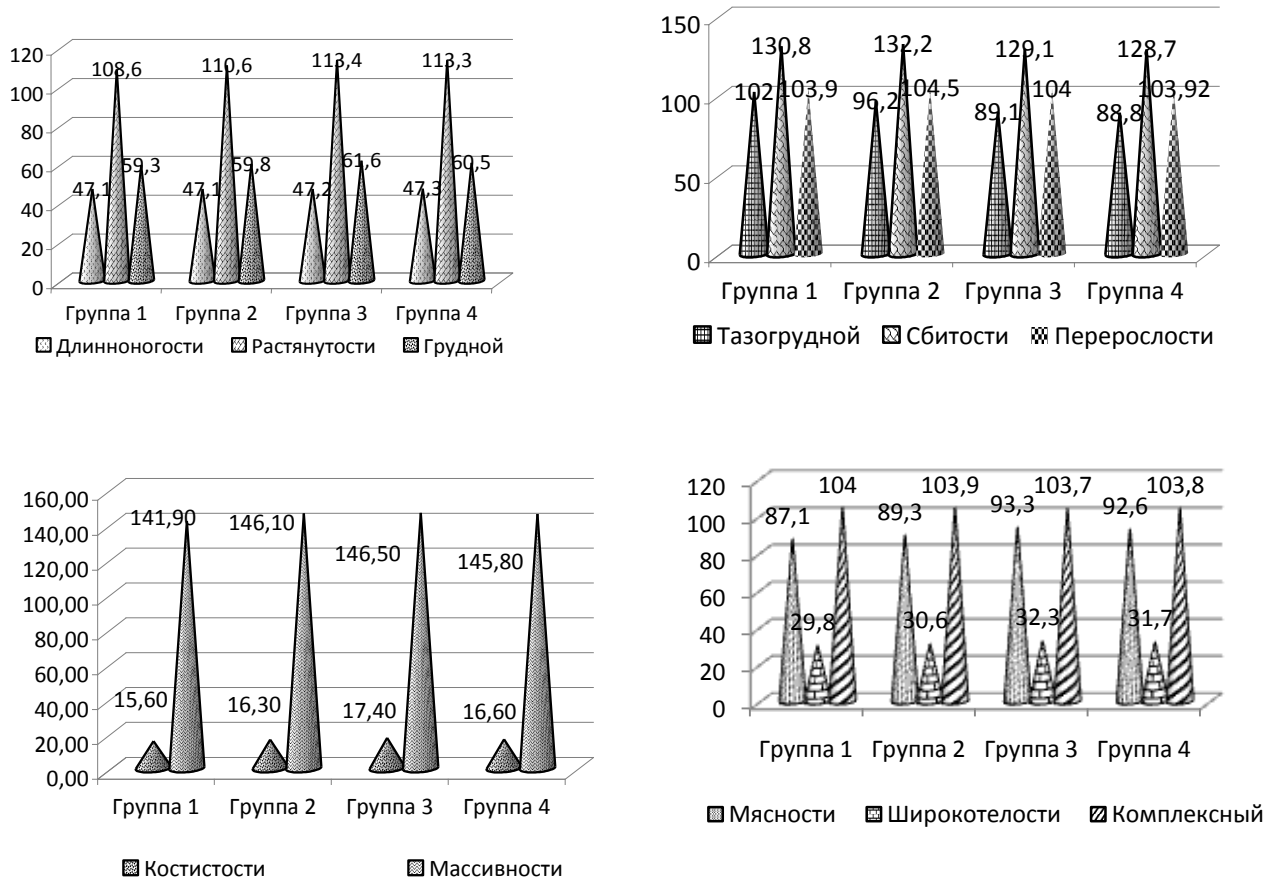 120
100
80
60
40
20
0
108,6 110,6 113,4 113,3
59,3 59,8 61,6 60,5
47,1 47,1 47,2 47,3
Группа 1 Группа 2 Группа 3 Группа 4
Длинноногости Растянутости Грудной
150
100
50
0
130,8 132,2 129,1 128,7
102 103,9 96,2 104,5 89,1 104 88,8 103,92
Группа 1 Группа 2 Группа 3 Группа 4
Тазогрудной Сбитости Перерослости
160,00
140,00
120,00
100,00
80,00
60,00
40,00
20,00
0,00
141,90 146,10 146,50 145,80
15,60 16,30 17,40 16,60
Группа 1 Группа 2 Группа 3 Группа 4
Костистости Массивности
120
100
80
60
40
20
0
104 103,9 103,7 103,8
87,1 89,3 93,3 92,6
29,8 30,6 32,3 31,7
Группа 1 Группа 2 Группа 3 Группа 4
Мясности Широкотелости Комплексный